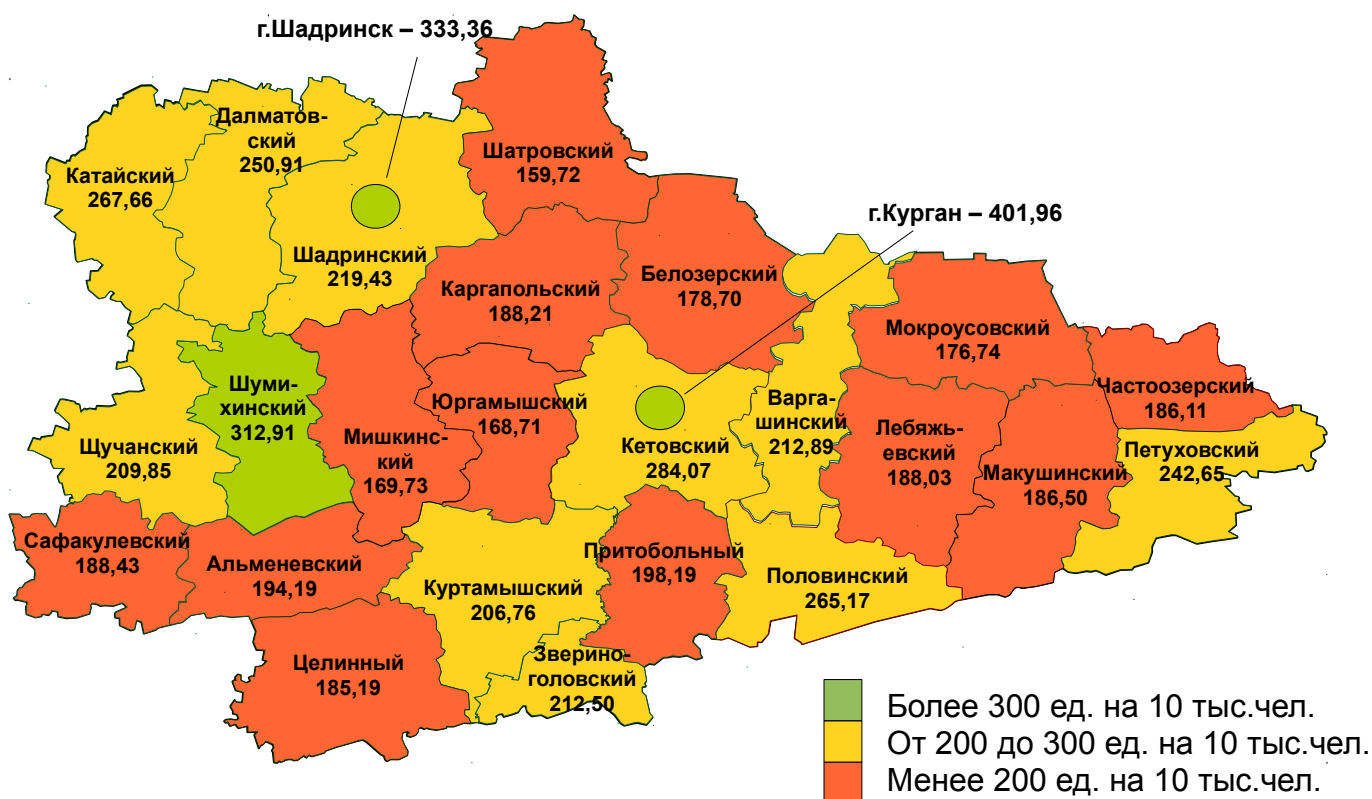 г.Шадринск – 333,36
Далматов-
ский
250,91
Катайский
267,66
Шатровский
159,72
г.Курган – 401,96
Шадринский
219,43
Каргапольский
188,21
Белозерский
178,70
Мокроусовский
176,74
Частоозерский
186,11
Шуми-
хинский
312,91
Юргамышский
168,71
Варга-
шинский
212,89
Щучанский
209,85
Мишкинс-
кий
169,73
Кетовский
284,07
Лебяжь-
евский
188,03
Макушинский
186,50
Петуховский
242,65
Сафакулевский
188,43
Альменевский
194,19
Куртамышский
206,76
Притобольный
198,19
Половинский
265,17
Целинный
185,19
Зверино-
головский
212,50
Более 300 ед. на 10 тыс.чел.
От 200 до 300 ед. на 10 тыс.чел.
Менее 200 ед. на 10 тыс.чел.